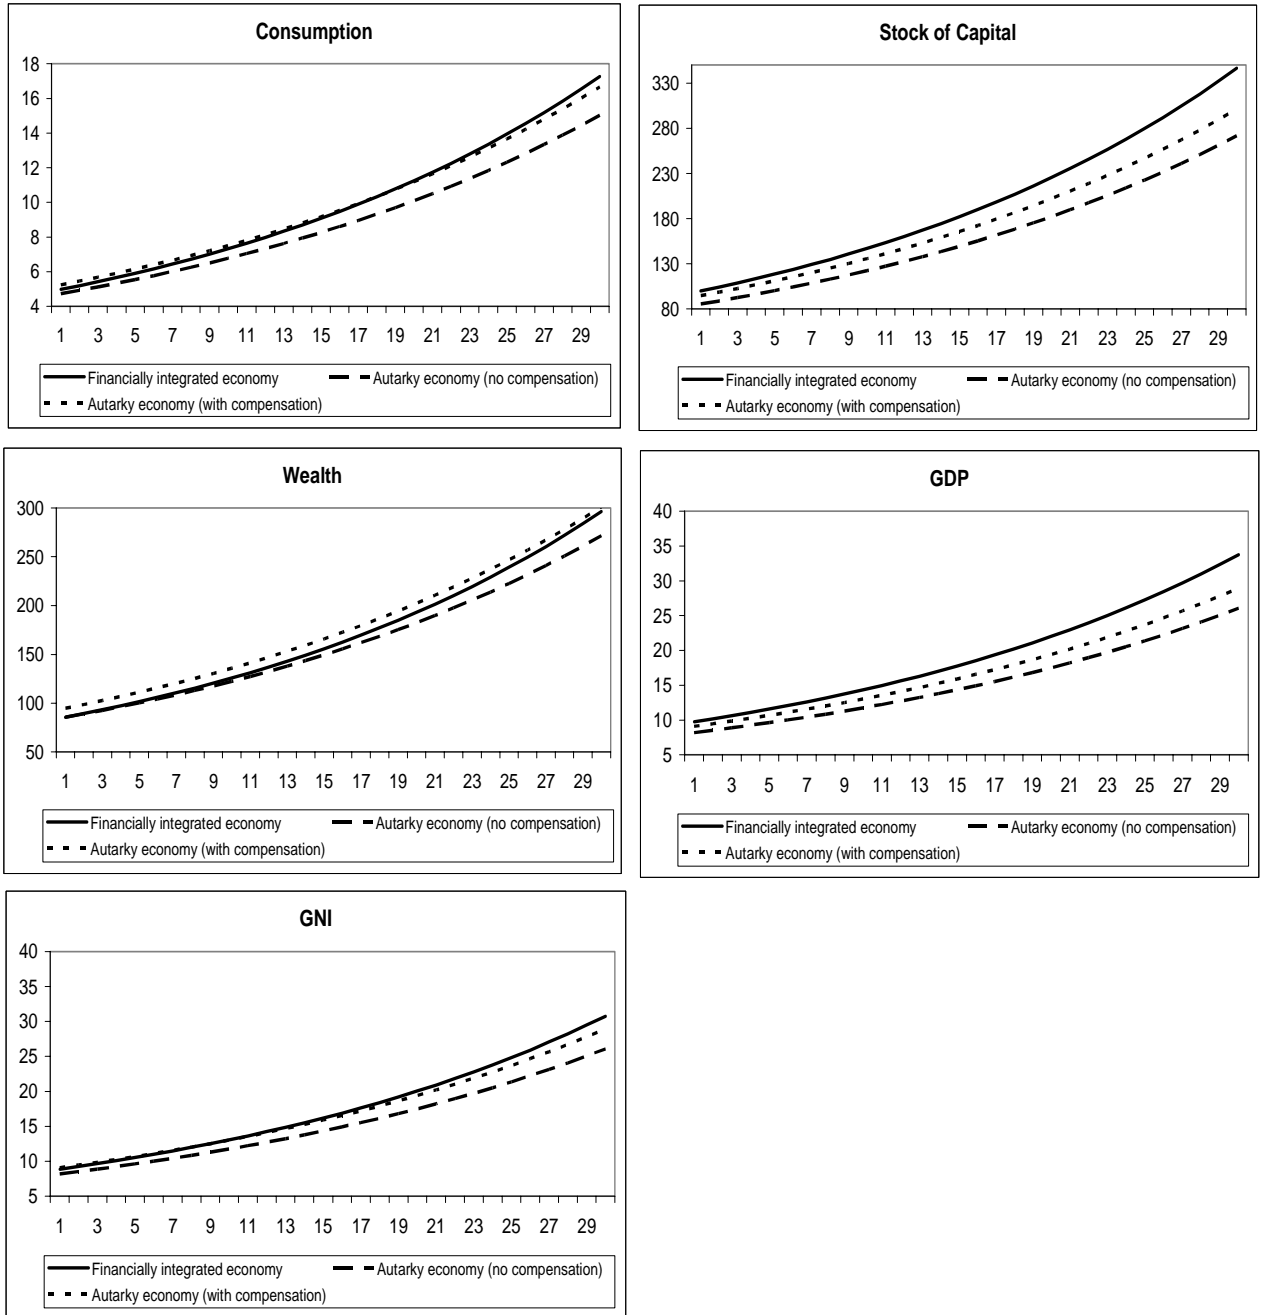 Consumption
18
16
14
12
10
8
6
4
1 3 5 7 9 11 13 15 17 19 21 23 25 27 29
Financially integrated economy Autarky economy (no compensation)
Autarky economy (with compensation)
Stock of Capital
330
280
230
180
130
80
1 3 5 7 9 11 13 15 17 19 21 23 25 27 29
Financially integrated economy Autarky economy (no compensation)
Autarky economy (with compensation)
Wealth
300
250
200
150
100
50
1 3 5 7 9 11 13 15 17 19 21 23 25 27 29
Financially integrated economy Autarky economy (no compensation)
Autarky economy (with compensation)
GDP
40
35
30
25
20
15
10
5
1 3 5 7 9 11 13 15 17 19 21 23 25 27 29
Financially integrated economy Autarky economy (no compensation)
Autarky economy (with compensation)
GNI
40
35
30
25
20
15
10
5
1 3 5 7 9 11 13 15 17 19 21 23 25 27 29
Financially integrated economy Autarky economy (no compensation)
Autarky economy (with compensation)